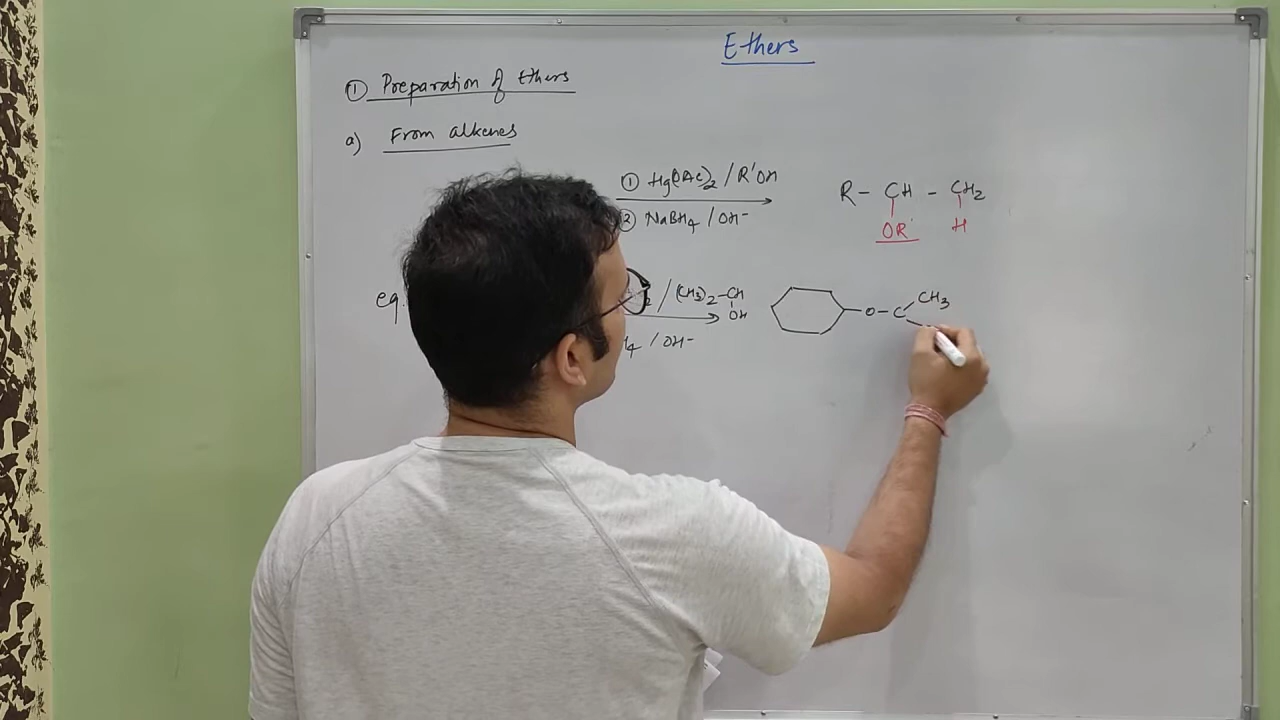 Ethers
① Preparation of Ethers
a) From alkenes
① Hg(OAc)2 / R'OH
② NaBH4 / OH-
R - CH - CH2
OR' H
eg.
2 / (CH3)2-CH
OH
4 / OH-
-O-C
CH3